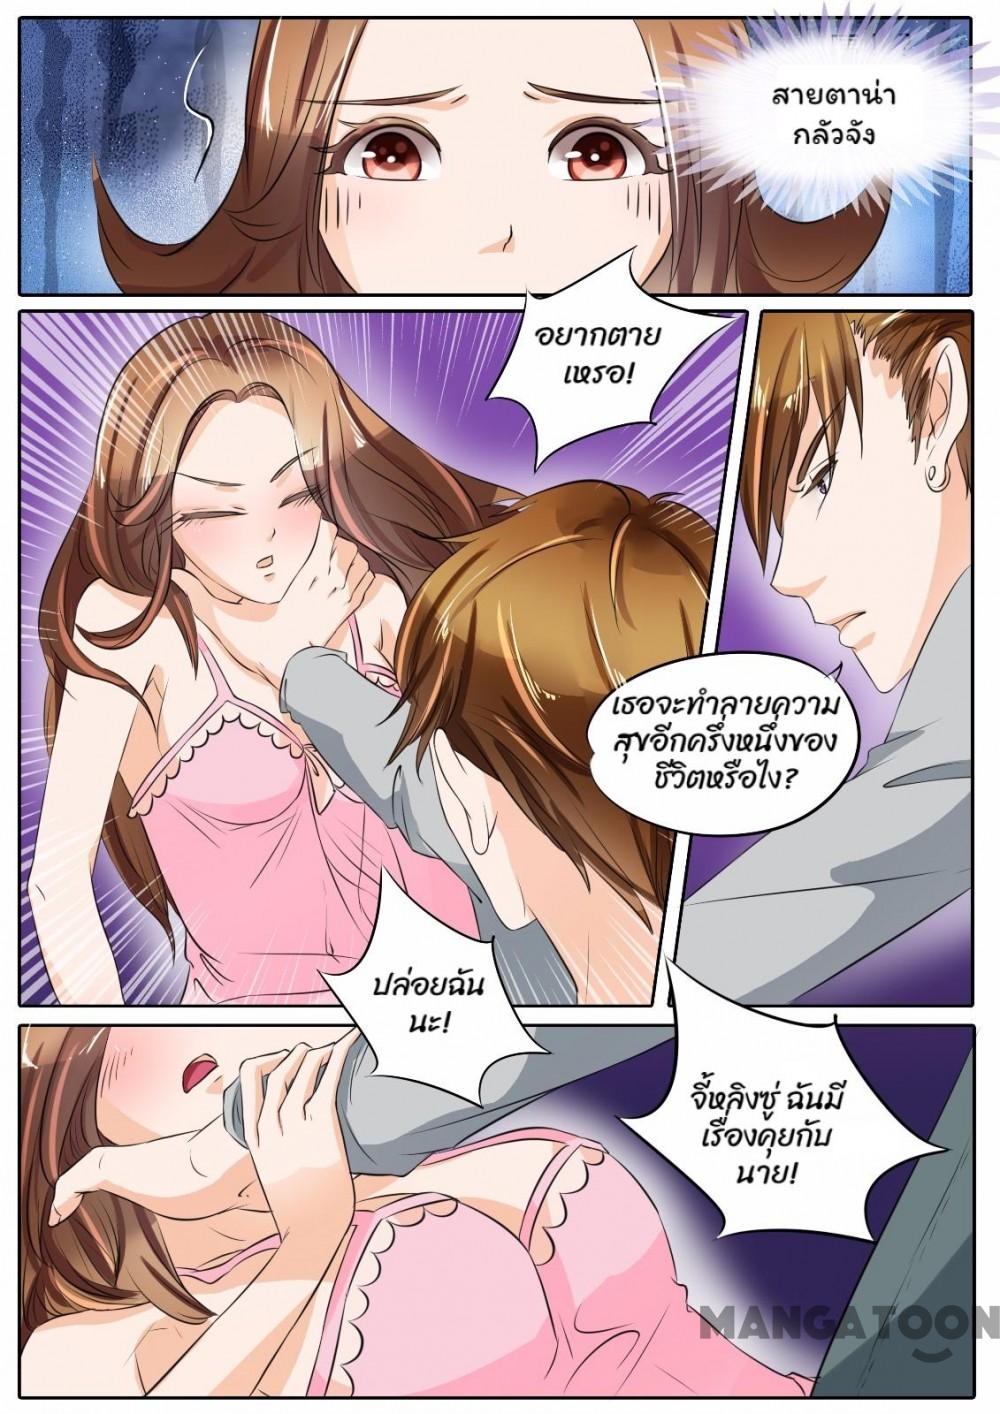 สายตาน่า
กลัวจัง
อยากตาย
เหรอ!
เธอจะทำลายความ
สุขอีกครึ่งหนึ่งของ
ชีวิตหรือไง?
ปล่อยฉัน
นะ!
จี้หลิงซู่ ฉันมี
เรื่องคุยกับ
นาย!
MANGATOON